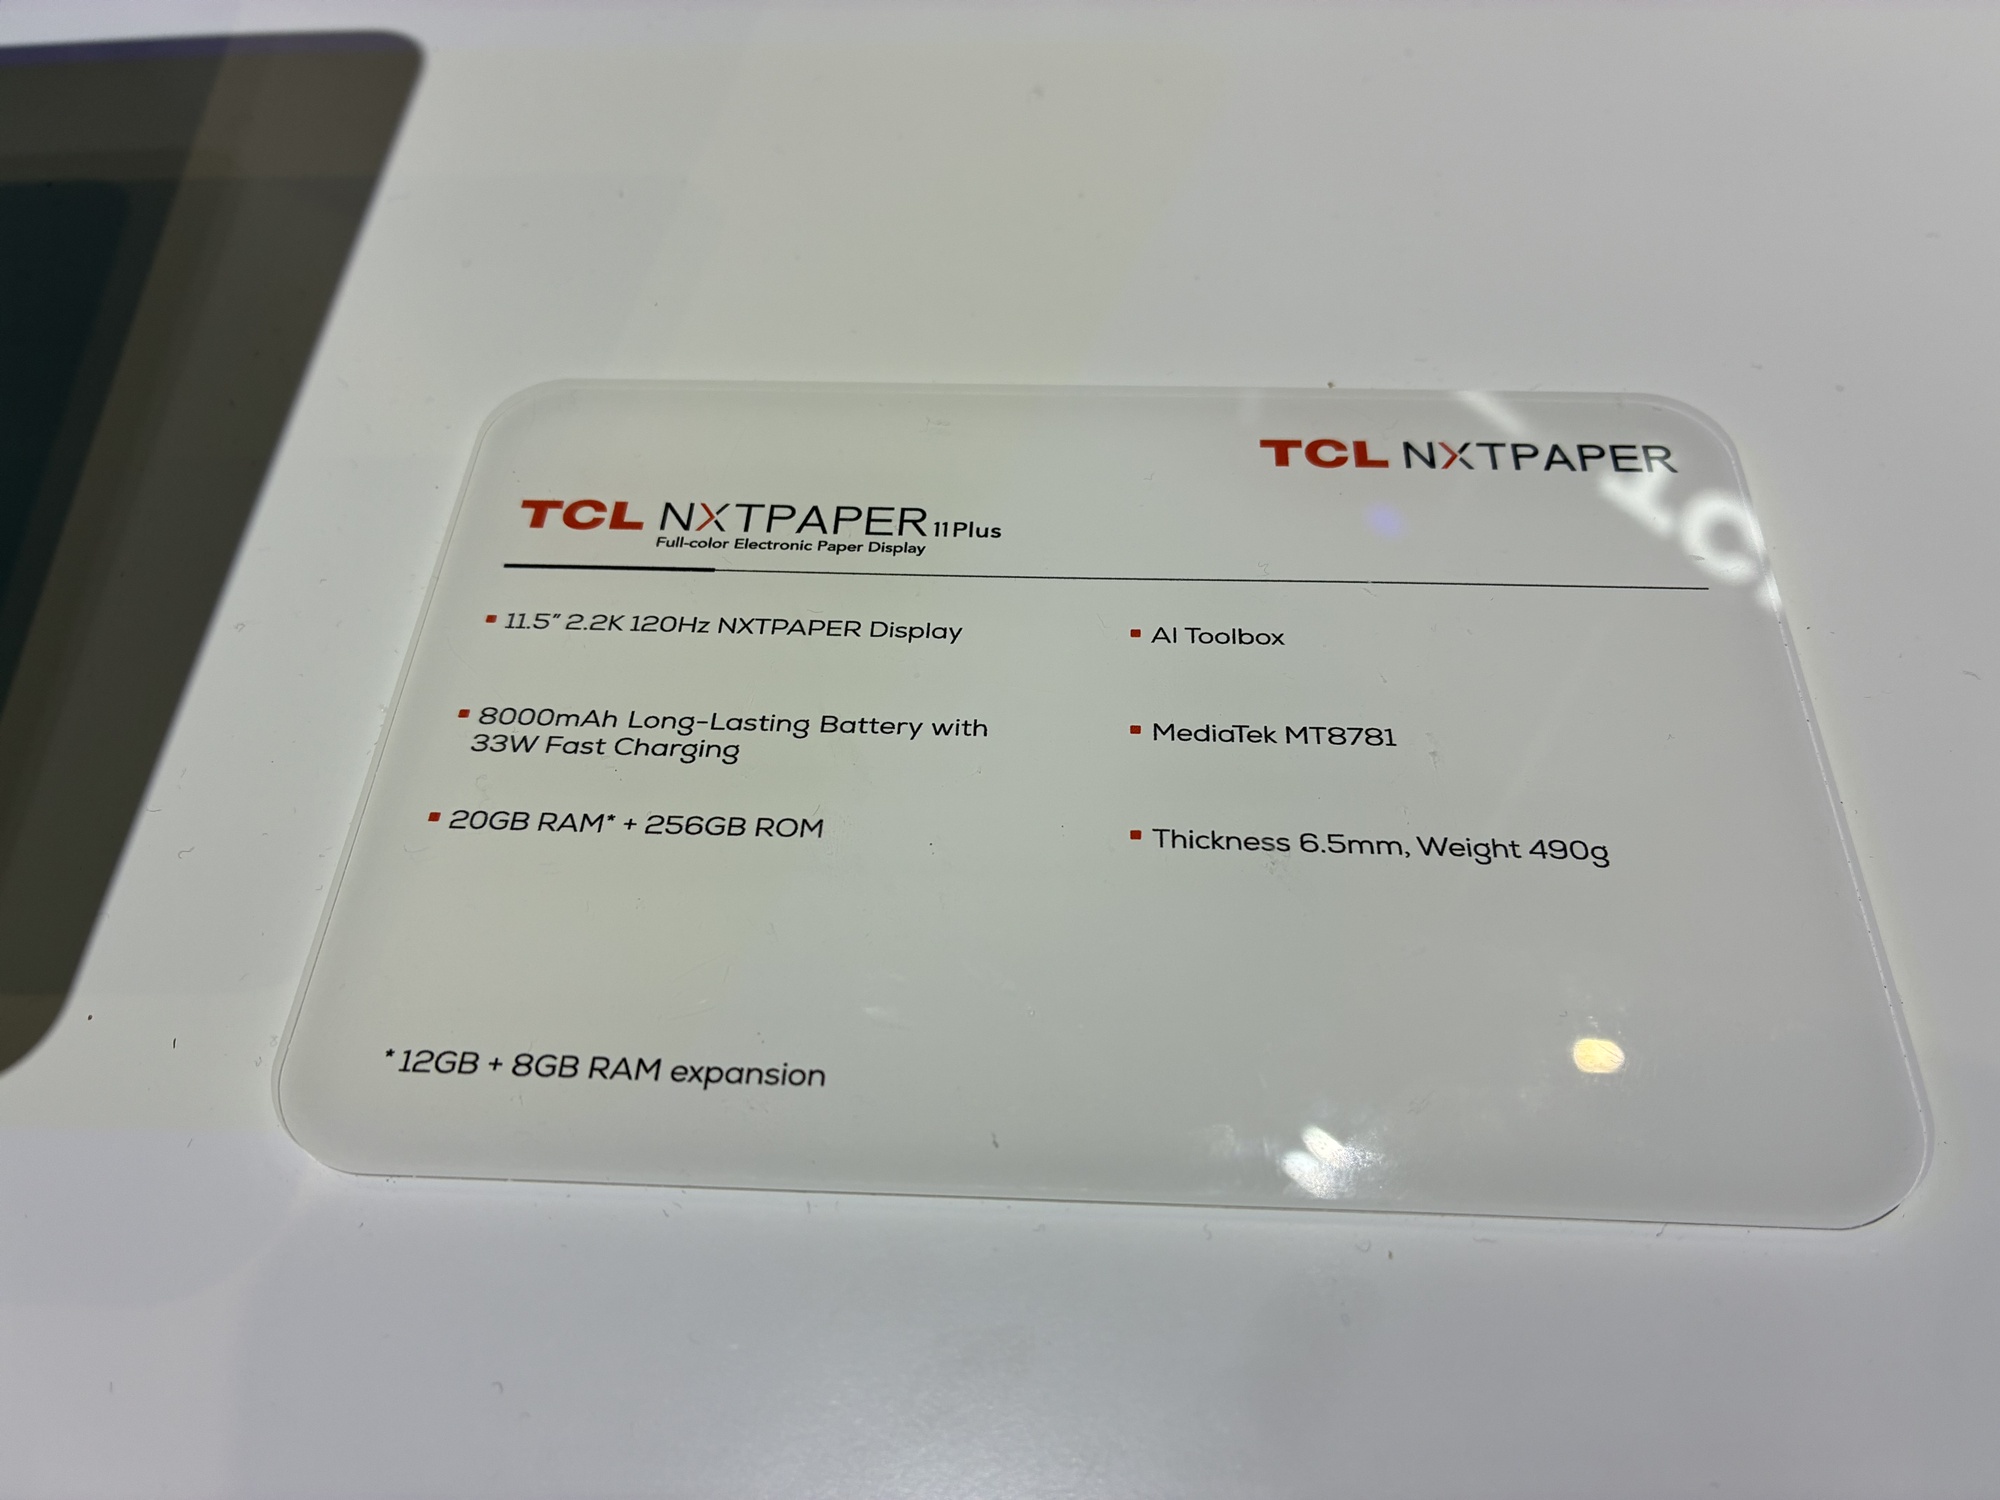 TCL NXTPAPER
TCL NXTPAPER 11 Plus
Full-color Electronic Paper Display
▪ 11.5" 2.2K 120Hz NXTPAPER Display
▪ 8000mAh Long-Lasting Battery with
33W Fast Charging
▪ 20GB RAM* + 256GB ROM
▪ AI Toolbox
▪ MediaTek MT8781
▪ Thickness 6.5mm, Weight 490g
*12GB + 8GB RAM expansion